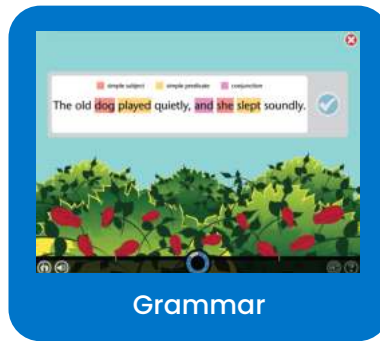 simple subject simple predicate conjunction
The old dog played quietly, and she slept soundly.
Grammar